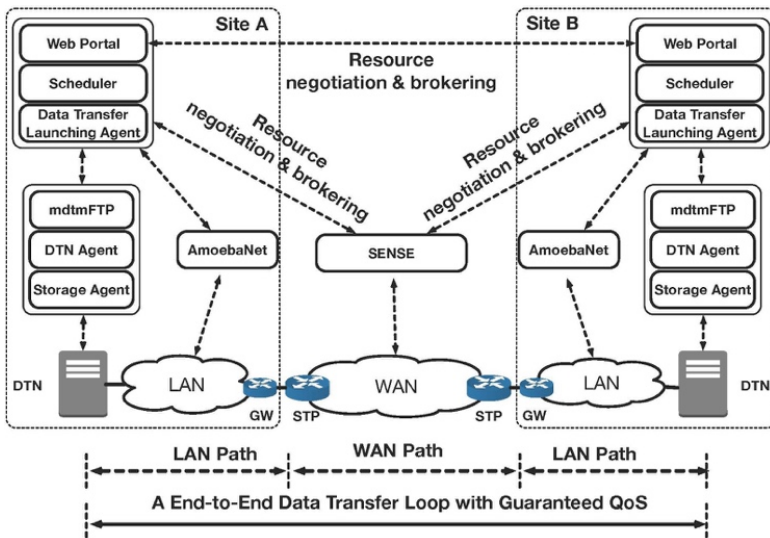 Site A
Web Portal
Scheduler
Data Transfer
Launching Agent
mdtmFTP
DTN Agent
Storage Agent
AmoebaNet
DTN
LAN
GW
Resource
negotiation & brokering
Resource
negotiation & brokering
Resource
negotiation & brokering
SENSE
STP
WAN
STP
Site B
Web Portal
Scheduler
Data Transfer
Launching Agent
mdtmFTP
DTN Agent
Storage Agent
AmoebaNet
GW
LAN
DTN
LAN Path
WAN Path
LAN Path
A End-to-End Data Transfer Loop with Guaranteed QoS